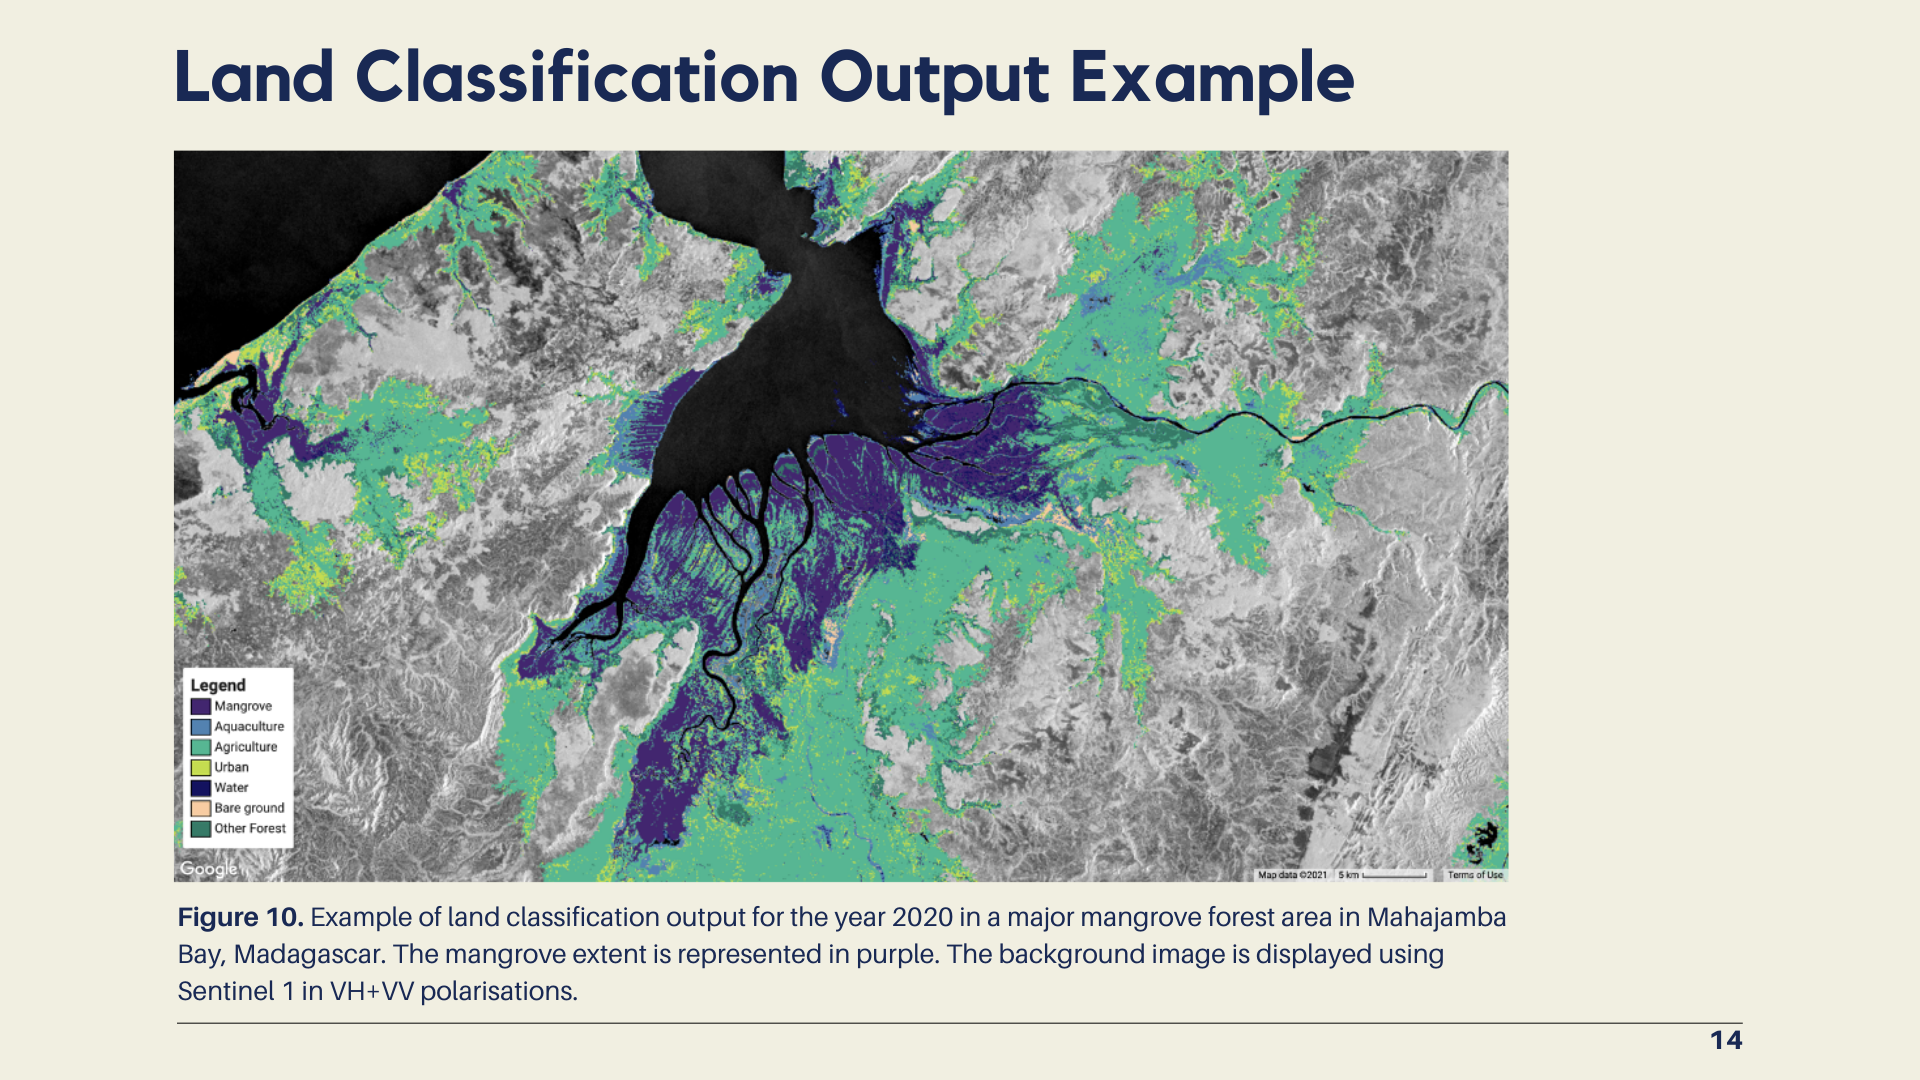 Land Classification Output Example
Legend
Mangrove
Aquaculture
Agriculture
Urban
Water
Bare ground
Other Forest
Google
Map data ©2021 5 km Terms of Use
Figure 10. Example of land classification output for the year 2020 in a major mangrove forest area in Mahajamba
Bay, Madagascar. The mangrove extent is represented in purple. The background image is displayed using
Sentinel 1 in VH+VV polarisations.
14